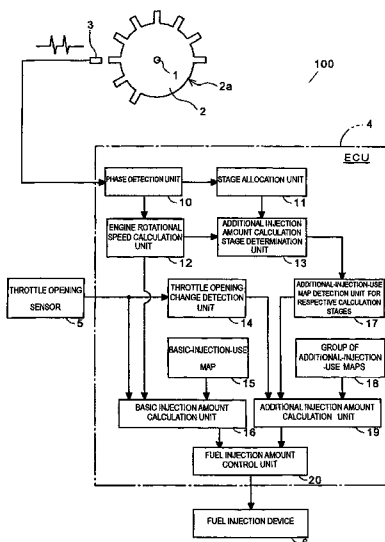 3
1
2a
2
100
4
ECU
PHASE DETECTION UNIT
10
STAGE ALLOCATION UNIT
11
ENGINE ROTATIONAL
SPEED CALCULATION
UNIT
12
ADDITIONAL INJECTION
AMOUNT CALCULATION
STAGE DETERMINATION
UNIT
13
THROTTLE OPENING
SENSOR
5
THROTTLE OPENING-
CHANGE DETECTION
UNIT
14
ADDITIONAL-INJECTION-USE
MAP DETECTION UNIT FOR
RESPECTIVE CALCULATION
STAGES
17
BASIC-INJECTION-USE
MAP
15
GROUP OF
ADDITIONAL-INJECTION
-USE MAPS
18
BASIC INJECTION
AMOUNT CALCULATION UNIT
16
ADDITIONAL INJECTION AMOUNT
CALCULATION UNIT
19
FUEL INJECTION AMOUNT
CONTROL UNIT
20
FUEL INJECTION DEVICE